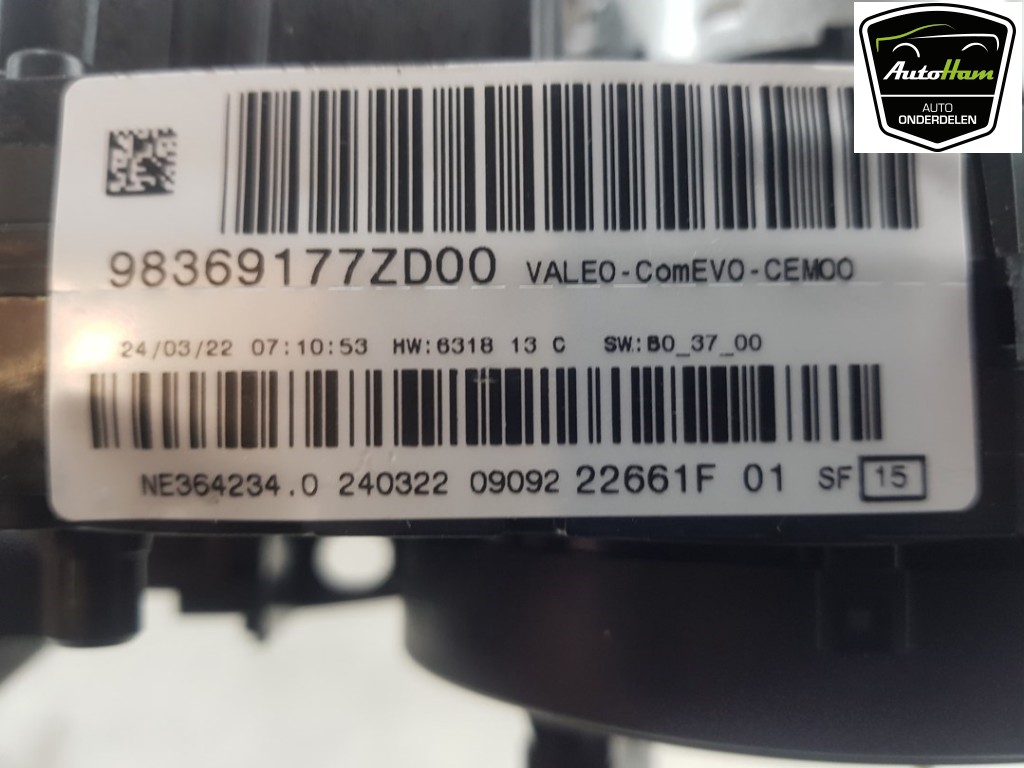 AutoHam
AUTO
ONDERDELEN
98369177ZD00 VALEO-ComEVO-CEM00
24/03/22 07:10:53 HW:6318 13 C SW:B0_37_00
NE364234.0 240322 09092 22661F 01 SF 15